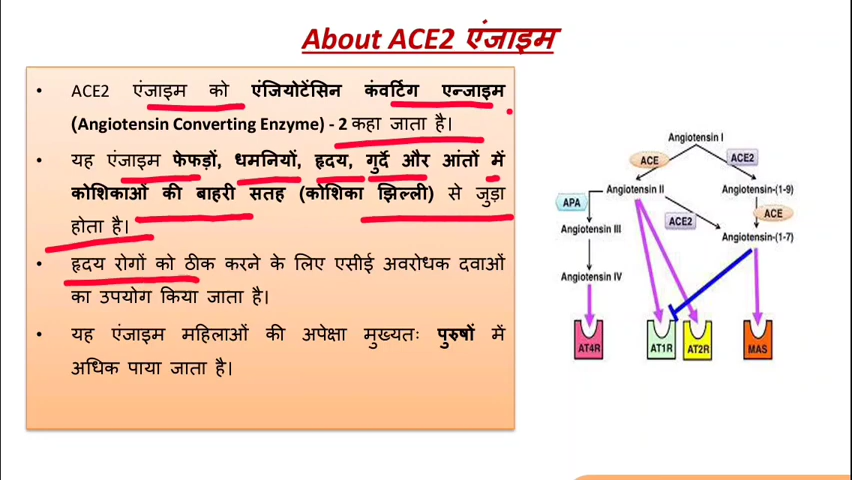 About ACE2 एंजाइम
• ACE2 एंजाइम को एंजियोटेंसिन कंवर्टिग एन्जाइम
(Angiotensin Converting Enzyme) - 2 कहा जाता है।
• यह एंजाइम फेफड़ों, धमनियों, हृदय, गुर्दे और आंतों में
कोशिकाओं की बाहरी सतह (कोशिका झिल्ली) से जुड़ा
होता है।
• हृदय रोगों को ठीक करने के लिए एसीई अवरोधक दवाओं
का उपयोग किया जाता है।
• यह एंजाइम महिलाओं की अपेक्षा मुख्यतः पुरुषों में
अधिक पाया जाता है।
Angiotensin I
ACE
ACE2
Angiotensin II
Angiotensin-(1-9)
APA
ACE2
ACE
Angiotensin III
Angiotensin-(1-7)
Angiotensin IV
AT4R
AT1R
AT2R
MAS